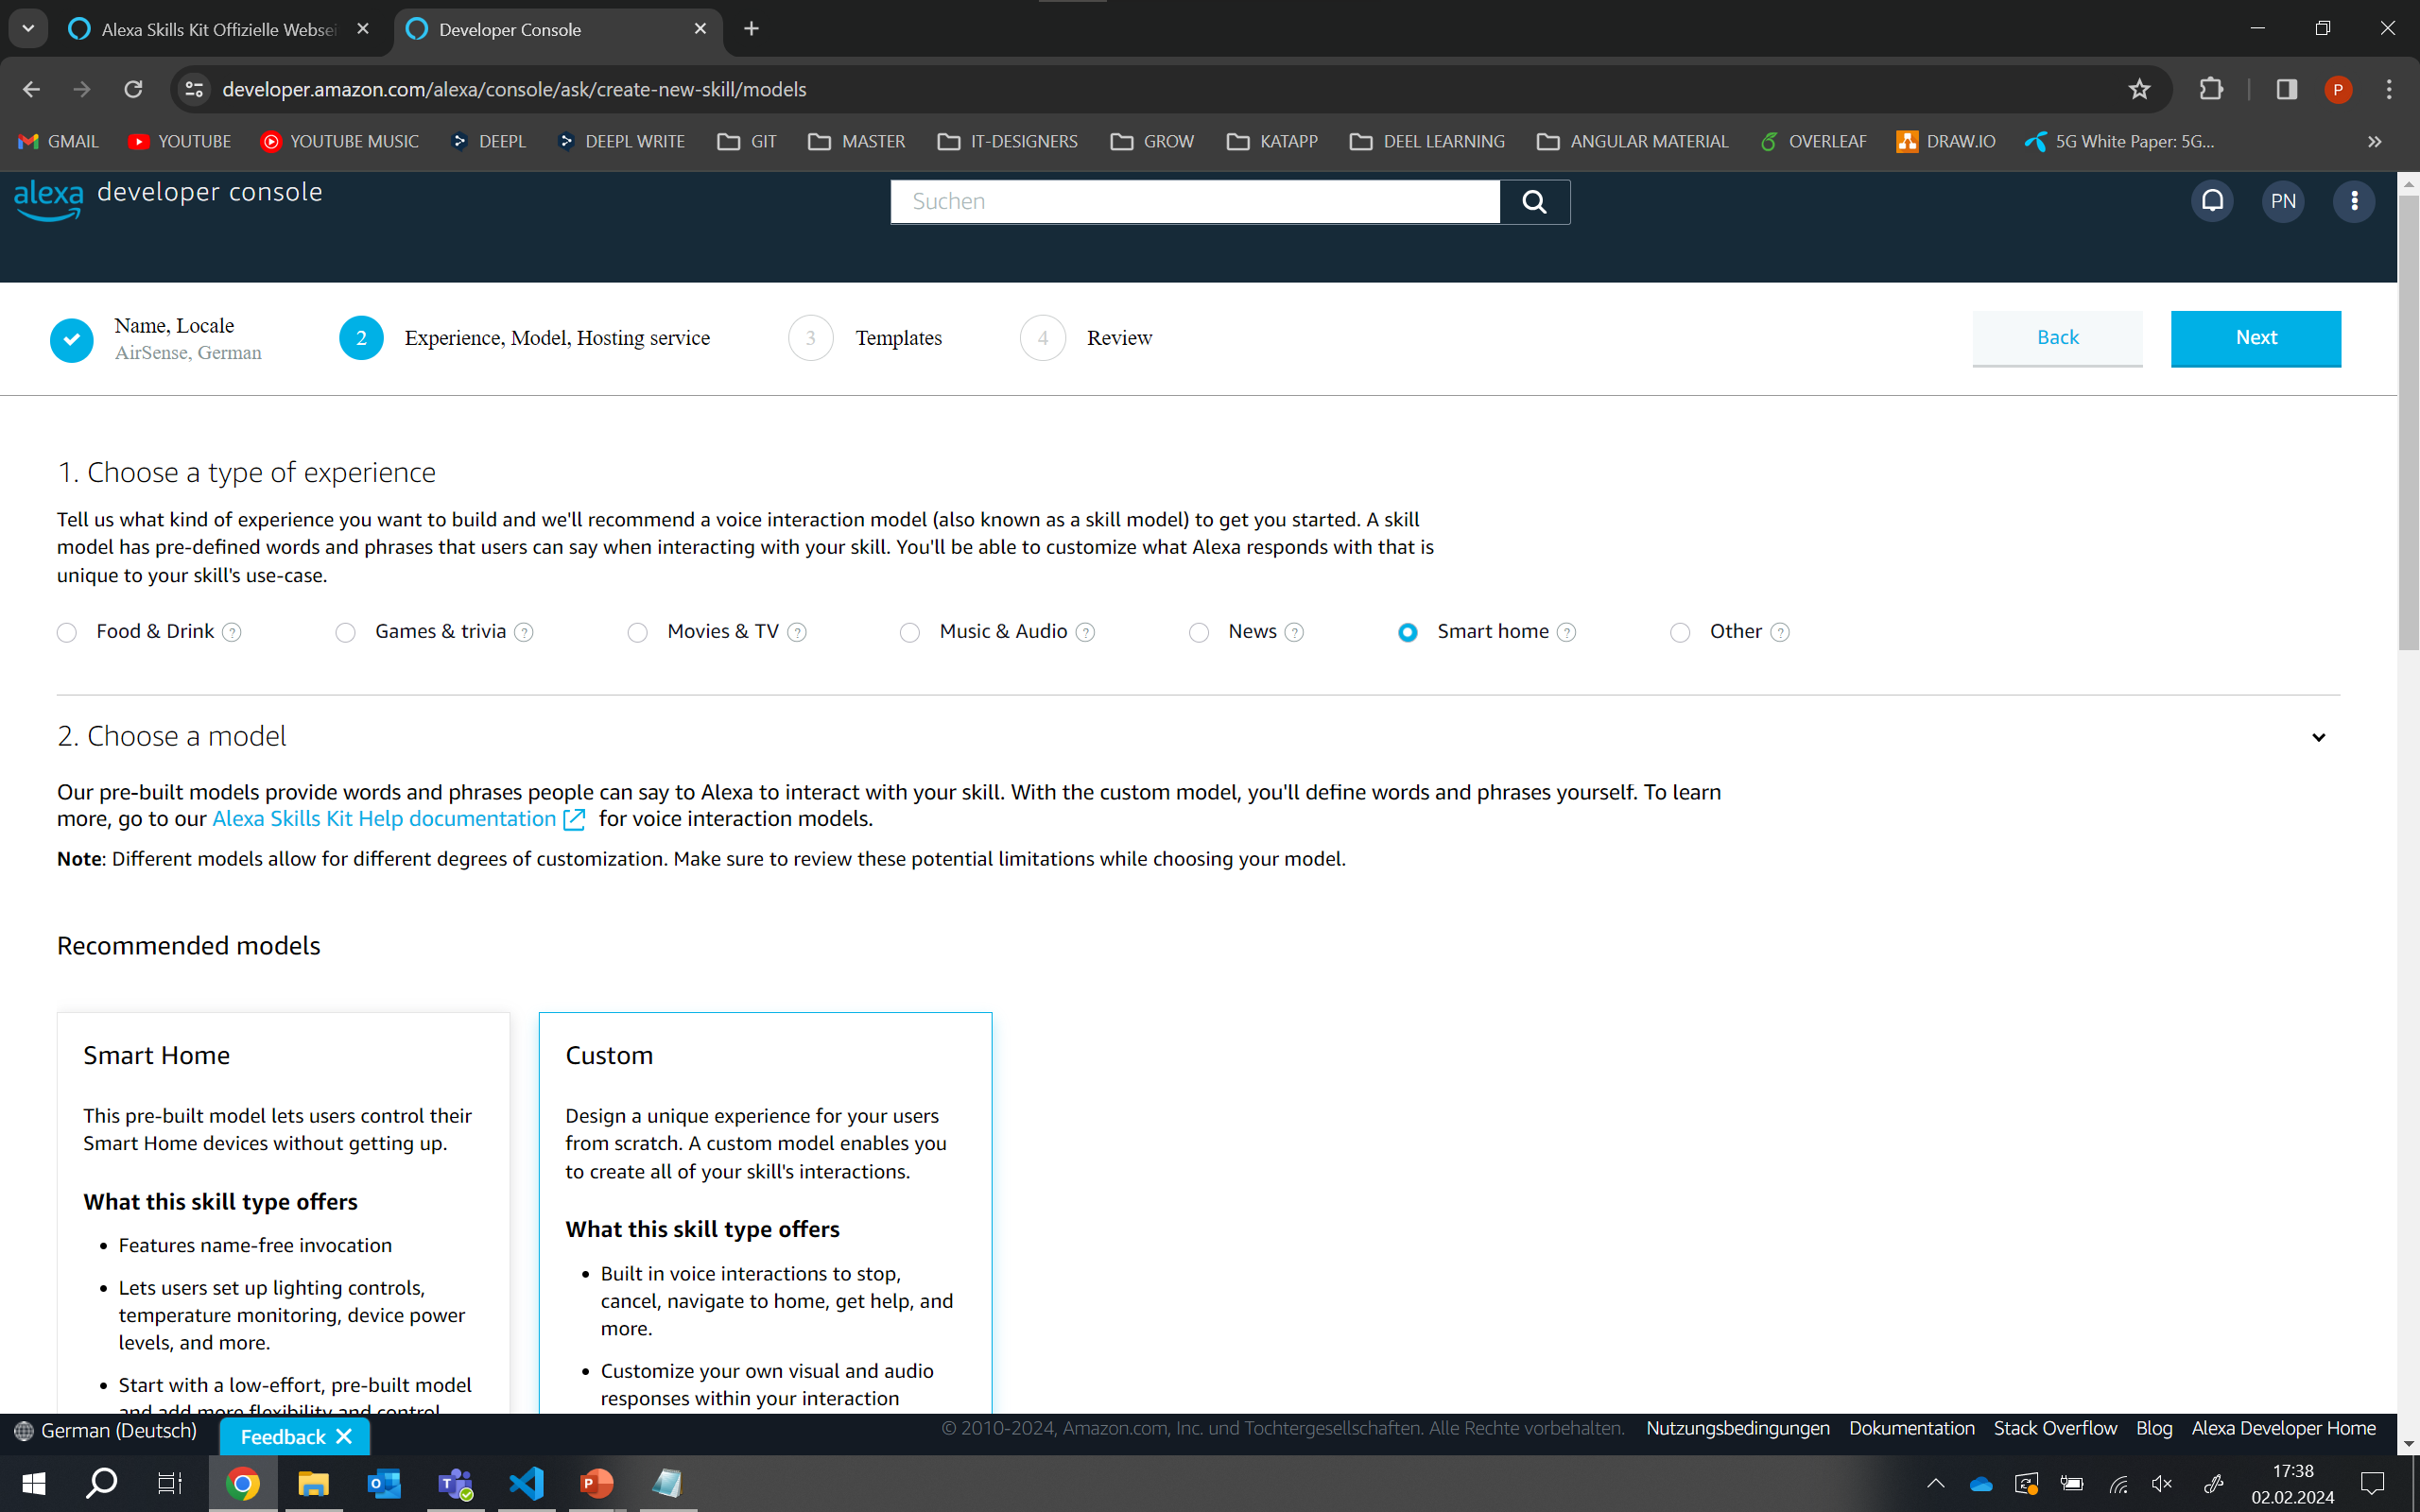 Alexa Skills Kit Offizielle Websei
Developer Console
developer.amazon.com/alexa/console/ask/create-new-skill/models
P
GMAIL YOUTUBE YOUTUBE MUSIC DEEPL DEEPL WRITE GIT MASTER IT-DESIGNERS GROW KATAPP DEEL LEARNING ANGULAR MATERIAL OVERLEAF DRAW.IO 5G White Paper: 5G... »
alexa developer console
Suchen
PN
Name, Locale
AirSense, German
2 Experience, Model, Hosting service
3 Templates
4 Review
Back
Next
1. Choose a type of experience
Tell us what kind of experience you want to build and we'll recommend a voice interaction model (also known as a skill model) to get you started. A skill
model has pre-defined words and phrases that users can say when interacting with your skill. You'll be able to customize what Alexa responds with that is
unique to your skill's use-case.
Food & Drink ? Games & trivia ? Movies & TV ? Music & Audio ? News ? Smart home ? Other ?
2. Choose a model
Our pre-built models provide words and phrases people can say to Alexa to interact with your skill. With the custom model, you'll define words and phrases yourself. To learn
more, go to our Alexa Skills Kit Help documentation for voice interaction models.
Note: Different models allow for different degrees of customization. Make sure to review these potential limitations while choosing your model.
Recommended models
Smart Home
This pre-built model lets users control their
Smart Home devices without getting up.
What this skill type offers
• Features name-free invocation
• Lets users set up lighting controls,
temperature monitoring, device power
levels, and more.
• Start with a low-effort, pre-built model
and add more flexibility and control
Custom
Design a unique experience for your users
from scratch. A custom model enables you
to create all of your skill's interactions.
What this skill type offers
• Built in voice interactions to stop,
cancel, navigate to home, get help, and
more.
• Customize your own visual and audio
responses within your interaction
German (Deutsch)
Feedback
© 2010-2024, Amazon.com, Inc. und Tochtergesellschaften. Alle Rechte vorbehalten. Nutzungsbedingungen Dokumentation Stack Overflow Blog Alexa Developer Home
17:38
02.02.2024